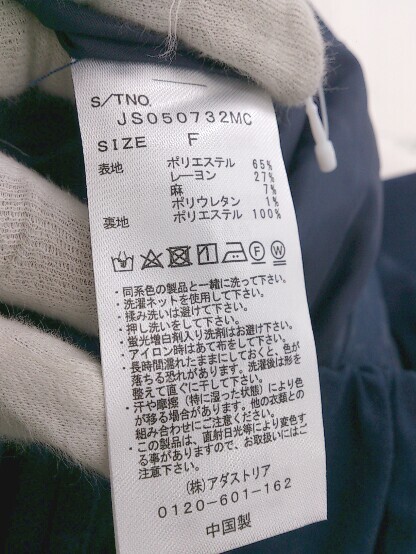 S/TNO.
JS050732MC
SIZE F
表地 ポリエステル 65%
レーヨン 27%
麻 7%
ポリウレタン 1%
裏地 ポリエステル 100%
・同系色の製品と一緒に洗って下さい。
・洗濯ネットを使用して下さい。
・揉み洗いは避けて下さい。
・押し洗いをして下さい。
・蛍光増白剤入り洗剤はお避け下さい。
・アイロン時はあて布をして下さい。
・長時間濡れたままにしておくと、色が
落ちる恐れがあります。洗濯後は形を
整えて直ぐに干して下さい。
・汗や摩擦（特に湿った状態）により色
が移る場合があります。他の衣類との
組み合わせにご注意ください。
・この製品は、直射日光等により変色す
る事がありますので、お取扱いにはご
注意下さい。
(株)アダストリア
0120-601-162
中国製